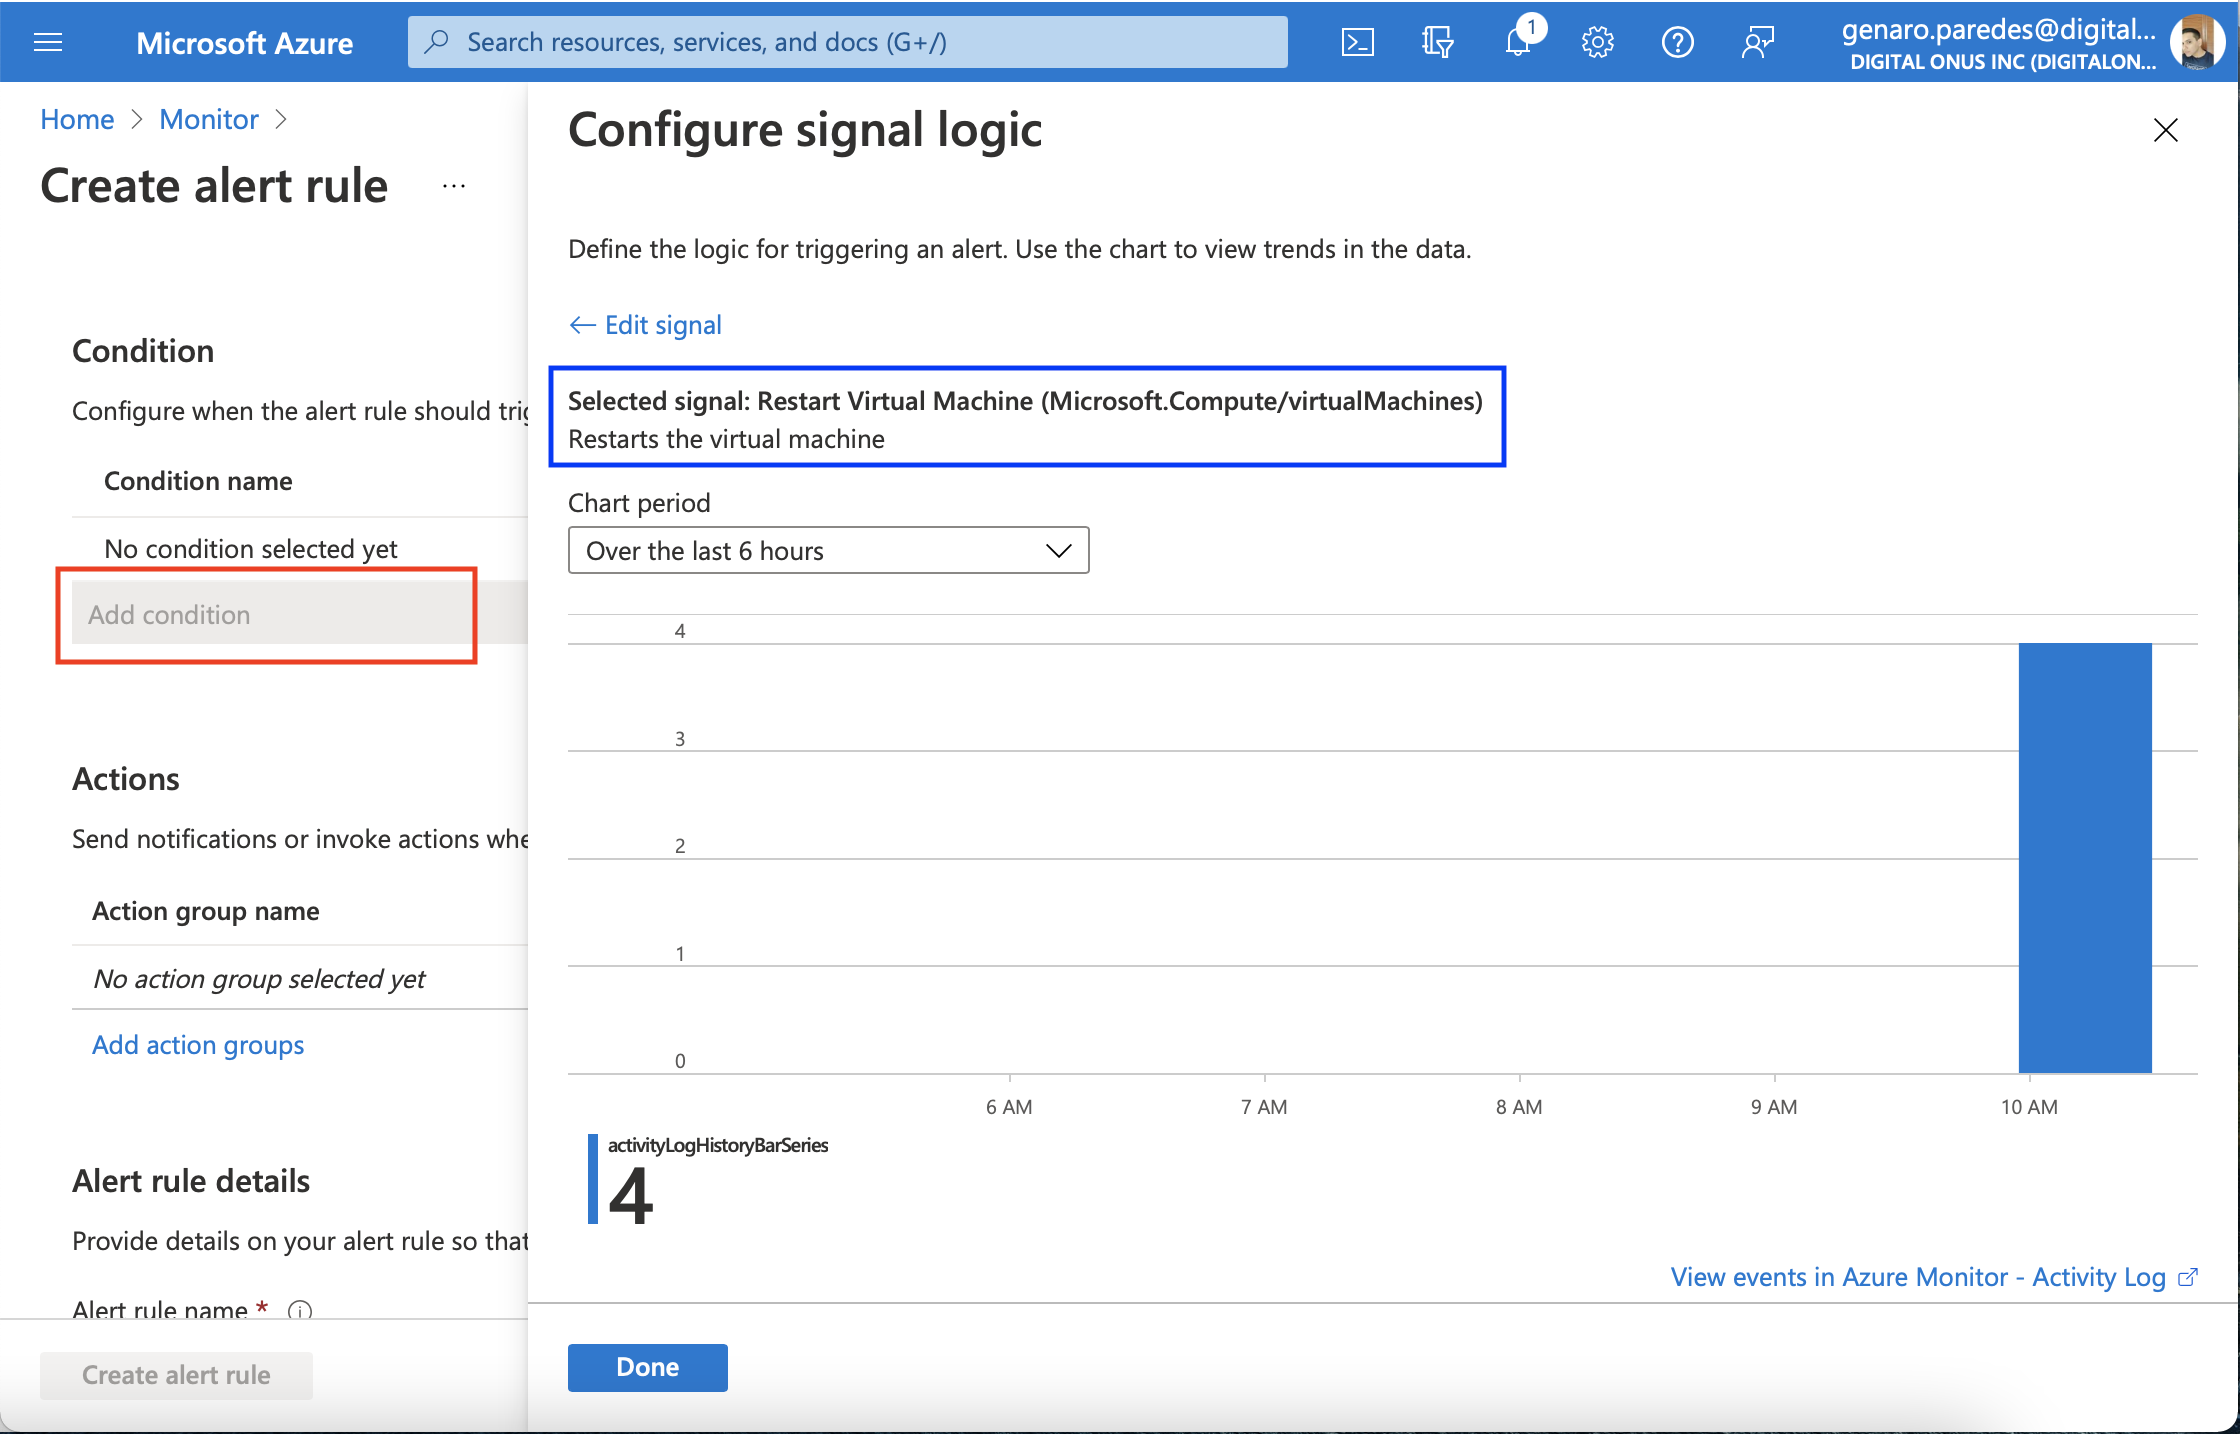 Microsoft Azure
Search resources, services, and docs (G+/)
1
genaro.paredes@digital...
DIGITAL ONUS INC (DIGITALON...
Home
Monitor
Create alert rule
...
Condition
Configure when the alert rule should trig
Condition name
No condition selected yet
Add condition
Actions
Send notifications or invoke actions whe
Action group name
No action group selected yet
Add action groups
Alert rule details
Provide details on your alert rule so that
Alert rule name *
Create alert rule
Configure signal logic
Define the logic for triggering an alert. Use the chart to view trends in the data.
← Edit signal
Selected signal: Restart Virtual Machine (Microsoft.Compute/virtualMachines)
Restarts the virtual machine
Chart period
Over the last 6 hours
4
3
2
1
0
6 AM
7 AM
8 AM
9 AM
10 AM
activityLogHistoryBarSeries
4
View events in Azure Monitor - Activity Log
Done